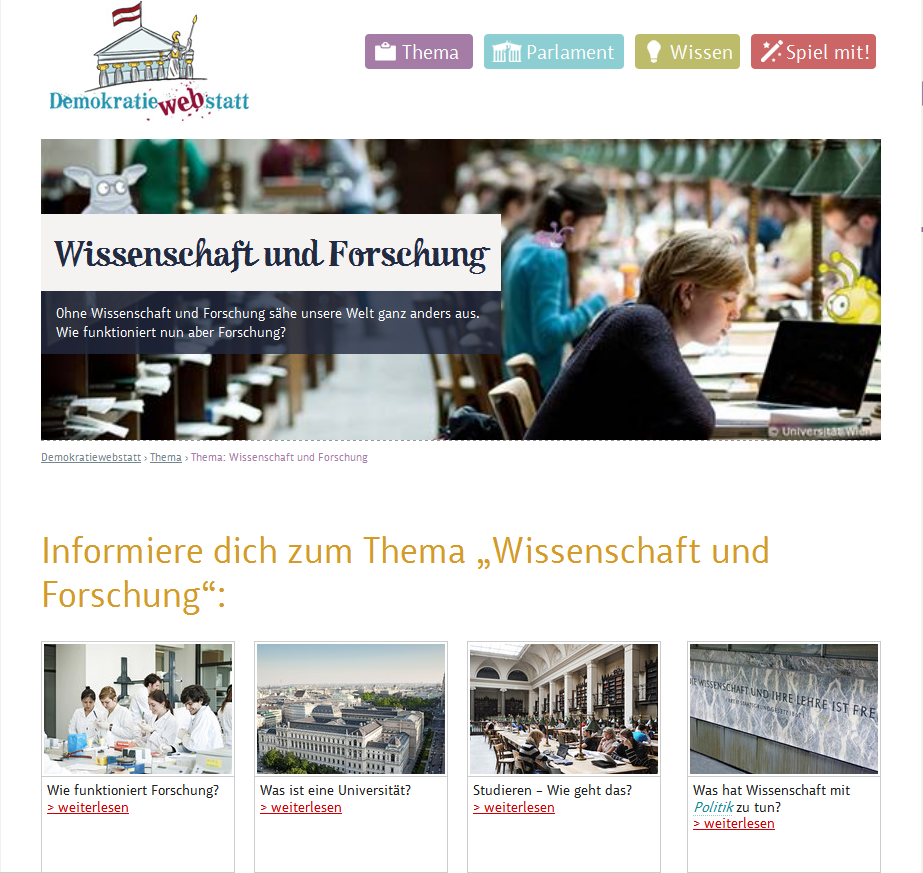 Demokratiewebstatt
Thema
Parlament
Wissen
Spiel mit!
Wissenschaft und Forschung
Ohne Wissenschaft und Forschung sähe unsere Welt ganz anders aus.
Wie funktioniert nun aber Forschung?
© Universität Wien
Demokratiewebstatt › Thema › Thema: Wissenschaft und Forschung
Informiere dich zum Thema „Wissenschaft und
Forschung“:
WISSENSCHAFT UND IHRE LEHRE IST FRE
Wie funktioniert Forschung?
> weiterlesen
Was ist eine Universität?
> weiterlesen
Studieren – Wie geht das?
> weiterlesen
Was hat Wissenschaft mit
Politik zu tun?
> weiterlesen